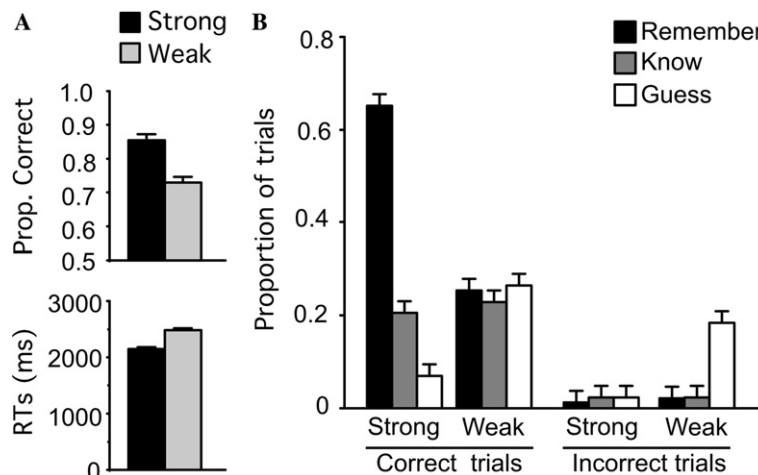 A
Strong
Weak
Prop. Correct
1.0
0.9
0.8
0.7
0.6
0.5
RTs (ms)
3000
2000
1000
0
B
Remember
Know
Guess
Proportion of trials
0.8
0.6
0.4
0.2
0
Strong Weak Strong Weak
Correct trials Incorrect trials